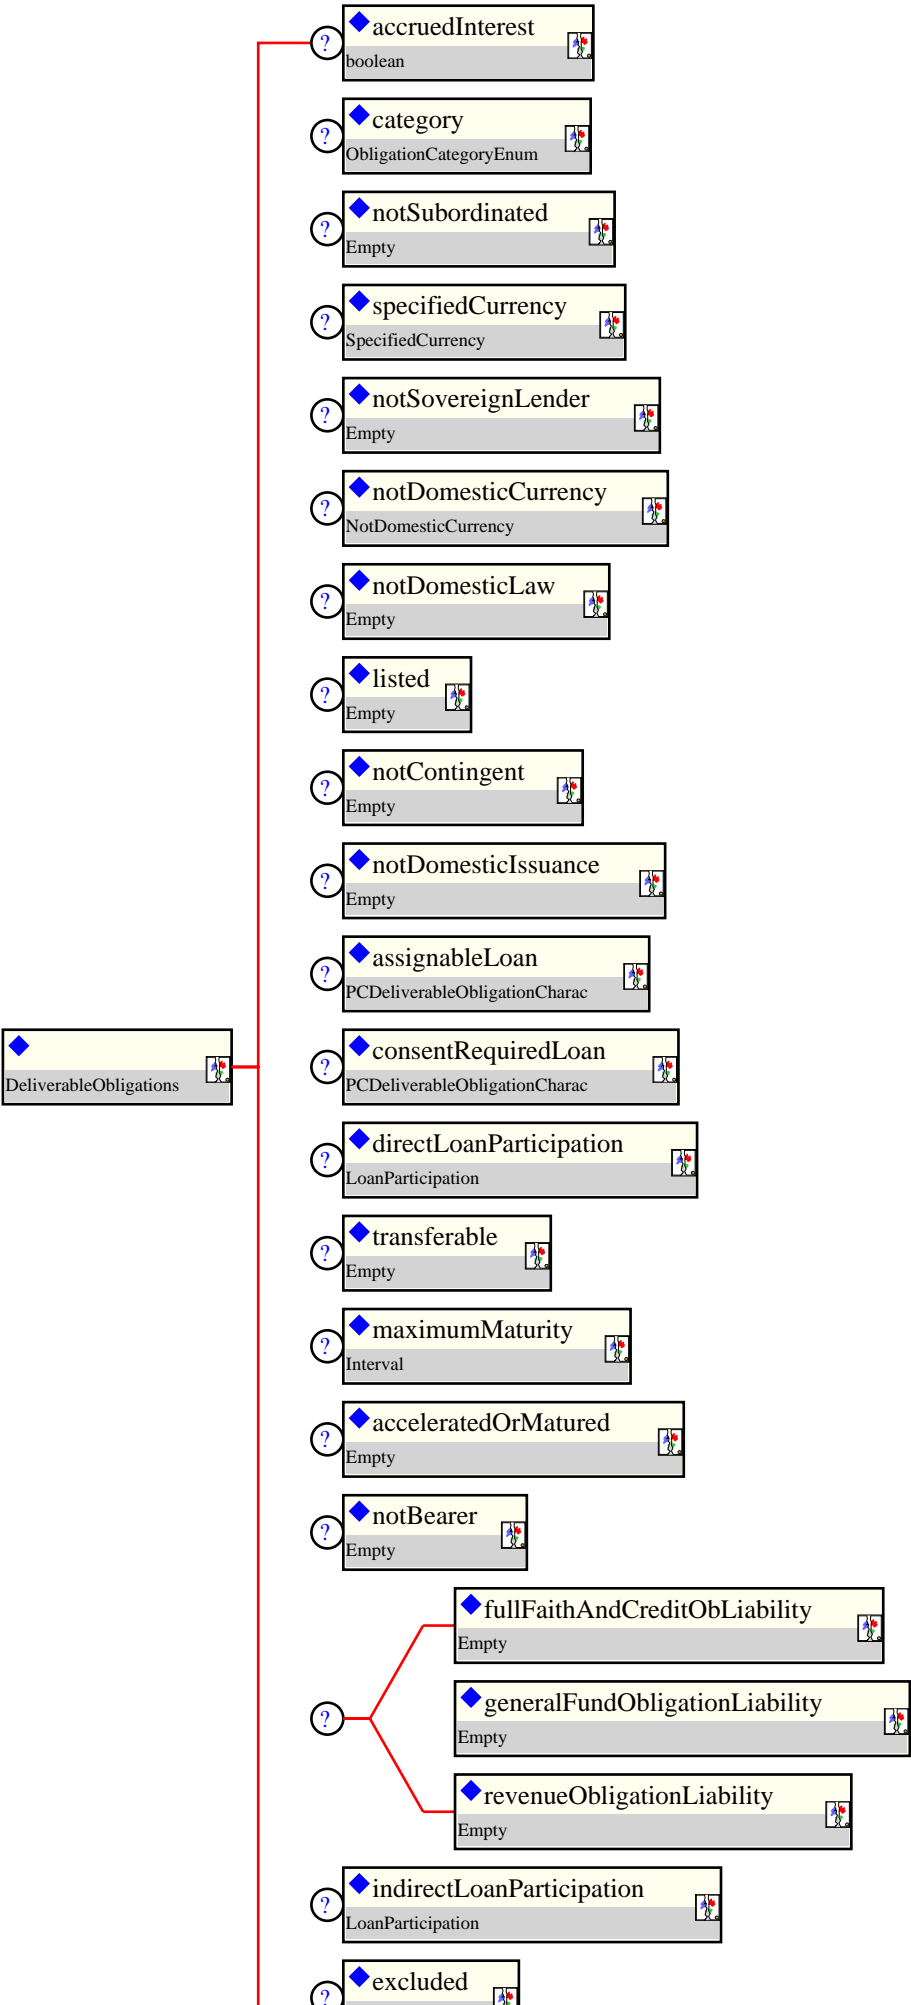 accruedInterest
boolean
?
category
ObligationCategoryEnum
?
notSubordinated
Empty
?
specifiedCurrency
SpecifiedCurrency
?
notSovereignLender
Empty
?
notDomesticCurrency
NotDomesticCurrency
?
notDomesticLaw
Empty
?
listed
Empty
?
notContingent
Empty
?
notDomesticIssuance
Empty
?
assignableLoan
PCDeliverableObligationCharac
?
DeliverableObligations
consentRequiredLoan
PCDeliverableObligationCharac
?
directLoanParticipation
LoanParticipation
?
transferable
Empty
?
maximumMaturity
Interval
?
acceleratedOrMatured
Empty
?
notBearer
Empty
?
fullFaithAndCreditObLiability
Empty
?
generalFundObligationLiability
Empty
revenueObligationLiability
Empty
indirectLoanParticipation
LoanParticipation
?
excluded
?